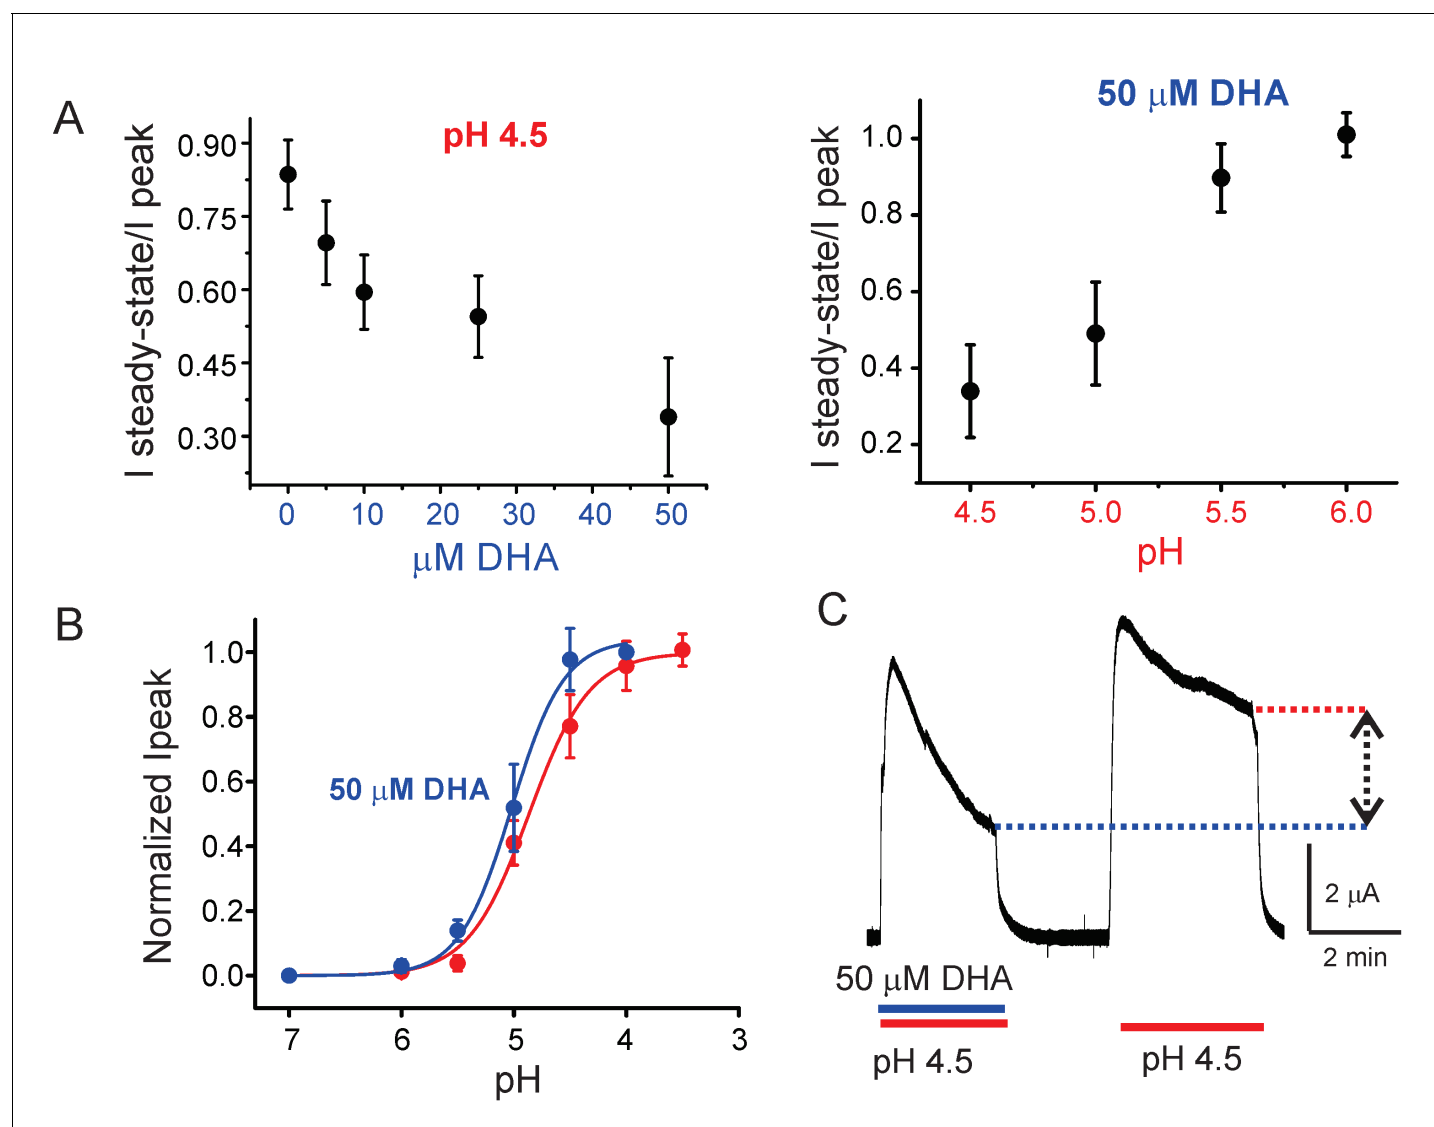 A
pH 4.5
I steady-state/I peak
0.90
0.75
0.60
0.45
0.30
0 10 20 30 40 50
μM DHA
50 μM DHA
I steady-state/I peak
1.0
0.8
0.6
0.4
0.2
4.5 5.0 5.5 6.0
pH
B
Normalized Ipeak
1.0
0.8
0.6
0.4
0.2
0.0
50 μM DHA
7 6 5 4 3
pH
C
2 μA
2 min
50 μM DHA
pH 4.5
pH 4.5